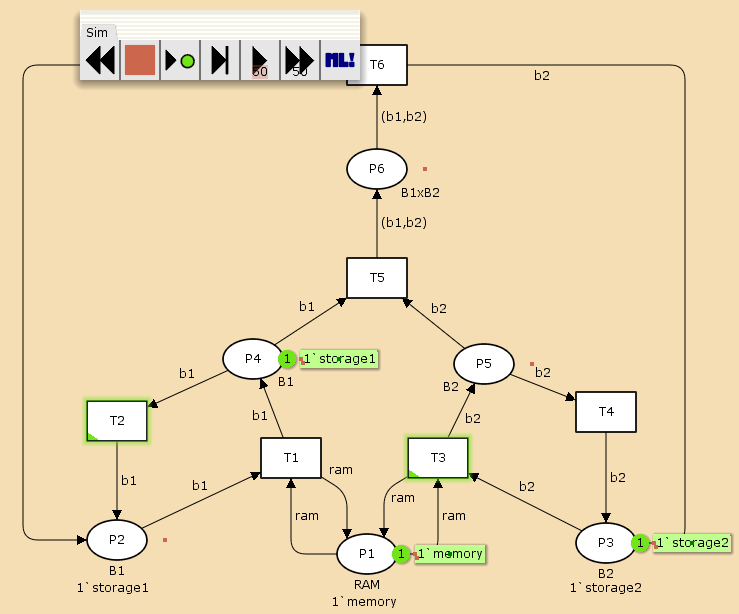 Sim
50
50
ML!
T6
b2
(b1,b2)
P6
B1xB2
(b1,b2)
T5
b1
b2
P4
1
1`storage1
B1
P5
B2
b2
b1
T2
b1
T1
ram
b2
T3
T4
b1
b1
ram
ram
ram
b2
b2
P2
B1
1`storage1
P1
1
1`memory
RAM
1`memory
P3
1
1`storage2
B2
1`storage2